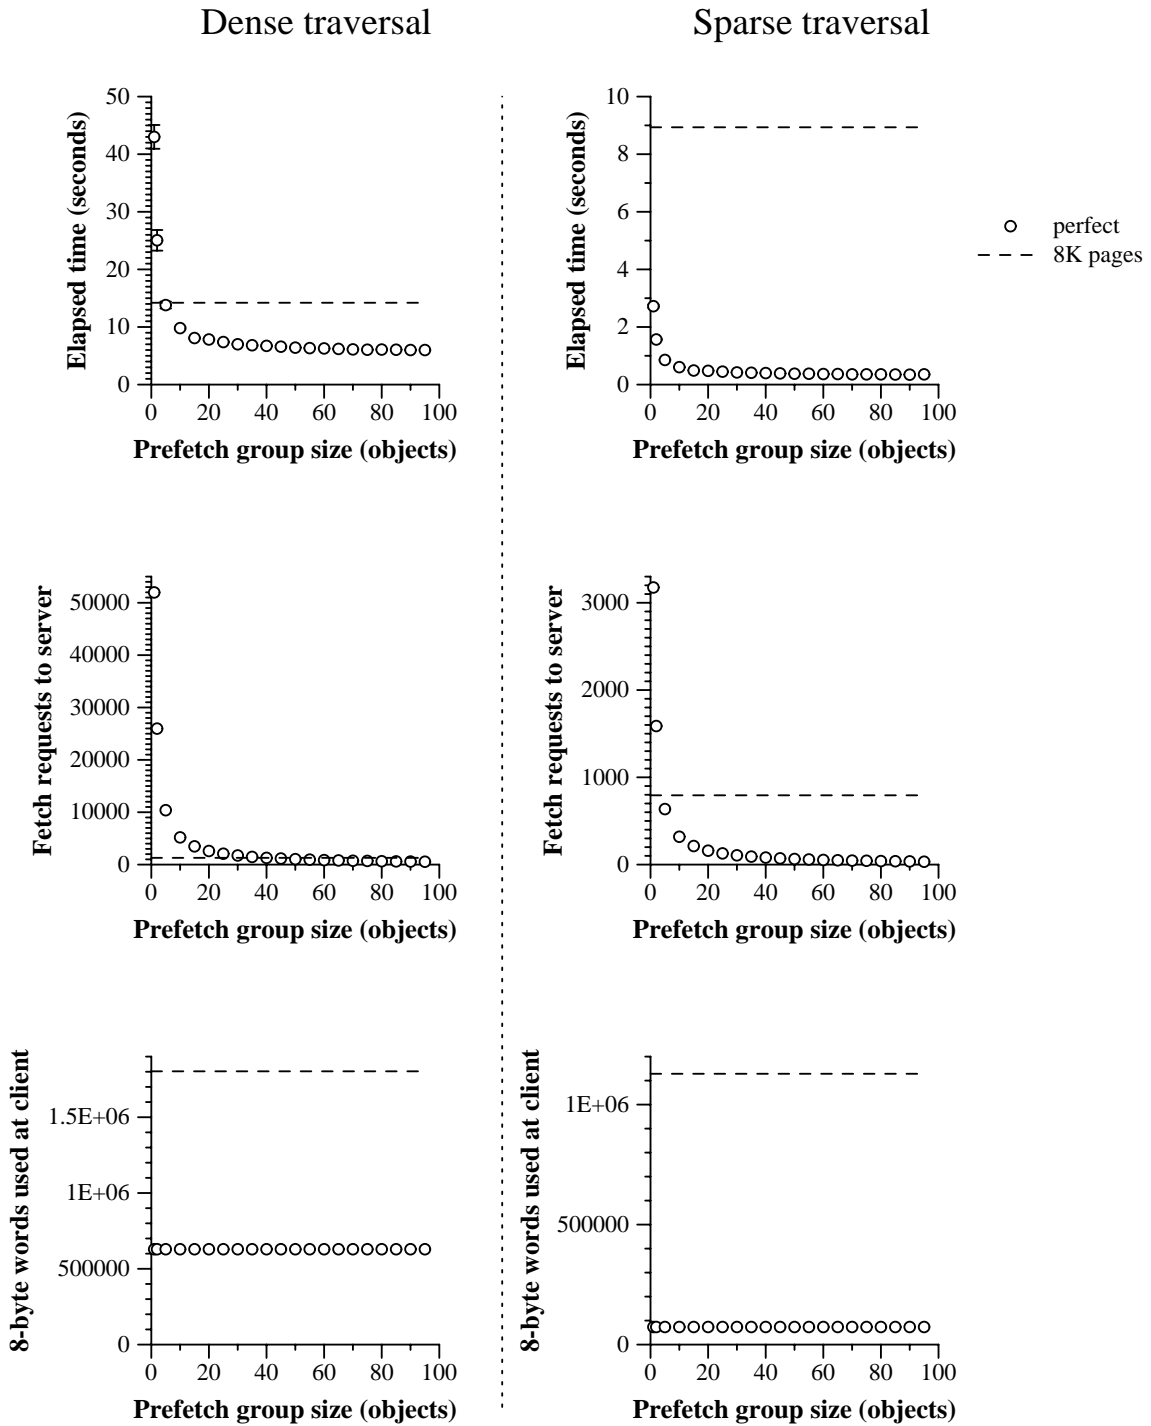 Dense traversal
Sparse traversal
Elapsed time (seconds)
50
40
30
20
10
0
0 20 40 60 80 100
Prefetch group size (objects)
Elapsed time (seconds)
10
8
6
4
2
0
0 20 40 60 80 100
Prefetch group size (objects)
perfect
8K pages
Fetch requests to server
50000
40000
30000
20000
10000
0
0 20 40 60 80 100
Prefetch group size (objects)
Fetch requests to server
3000
2000
1000
0
0 20 40 60 80 100
Prefetch group size (objects)
8-byte words used at client
1.5E+06
1E+06
500000
0
0 20 40 60 80 100
Prefetch group size (objects)
8-byte words used at client
1E+06
500000
0
0 20 40 60 80 100
Prefetch group size (objects)